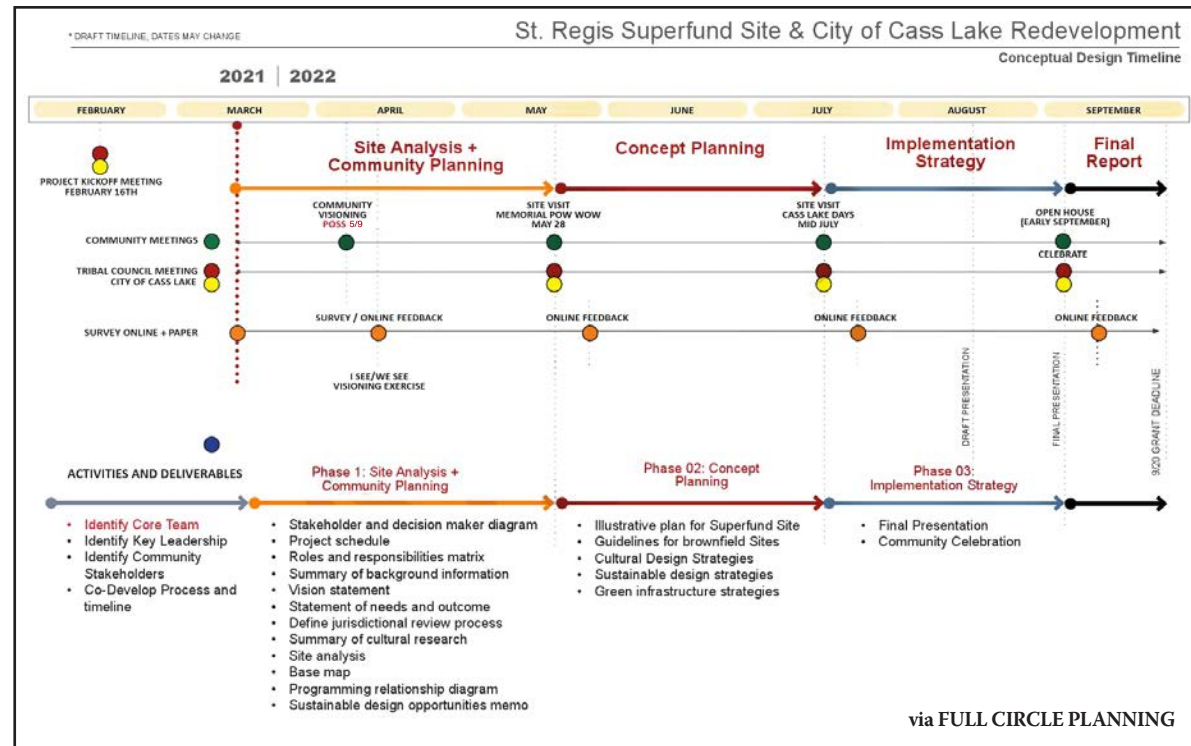 * DRAFT TIMELINE, DATES MAY CHANGE
St. Regis Superfund Site & City of Cass Lake Redevelopment
Conceptual Design Timeline
2021 | 2022
FEBRUARY MARCH APRIL MAY JUNE JULY AUGUST SEPTEMBER
Site Analysis +
Community Planning
Concept Planning
Implementation
Strategy
Final
Report
PROJECT KICKOFF MEETING
FEBRUARY 16TH
COMMUNITY
VISIONING
POSS 5/9
SITE VISIT
MEMORIAL POW WOW
MAY 28
SITE VISIT
CASS LAKE DAYS
MID JULY
OPEN HOUSE
[EARLY SEPTEMBER]
COMMUNITY MEETINGS
CELEBRATE
TRIBAL COUNCIL MEETING
CITY OF CASS LAKE
SURVEY ONLINE + PAPER
SURVEY / ONLINE FEEDBACK
ONLINE FEEDBACK
ONLINE FEEDBACK
ONLINE FEEDBACK
I SEE/WE SEE
VISIONING EXERCISE
DRAFT PRESENTATION
FINAL PRESENTATION
9/20 GRANT DEADLINE
ACTIVITIES AND DELIVERABLES
Phase 1: Site Analysis +
Community Planning
Phase 02: Concept
Planning
Phase 03:
Implementation Strategy
• Identify Core Team
• Identify Key Leadership
• Identify Community
Stakeholders
• Co-Develop Process and
timeline
• Stakeholder and decision maker diagram
• Project schedule
• Roles and responsibilities matrix
• Summary of background information
• Vision statement
• Statement of needs and outcome
• Define jurisdictional review process
• Summary of cultural research
• Site analysis
• Base map
• Programming relationship diagram
• Sustainable design opportunities memo
• Illustrative plan for Superfund Site
• Guidelines for brownfield Sites
• Cultural Design Strategies
• Sustainable design strategies
• Green infrastructure strategies
• Final Presentation
• Community Celebration
via FULL CIRCLE PLANNING